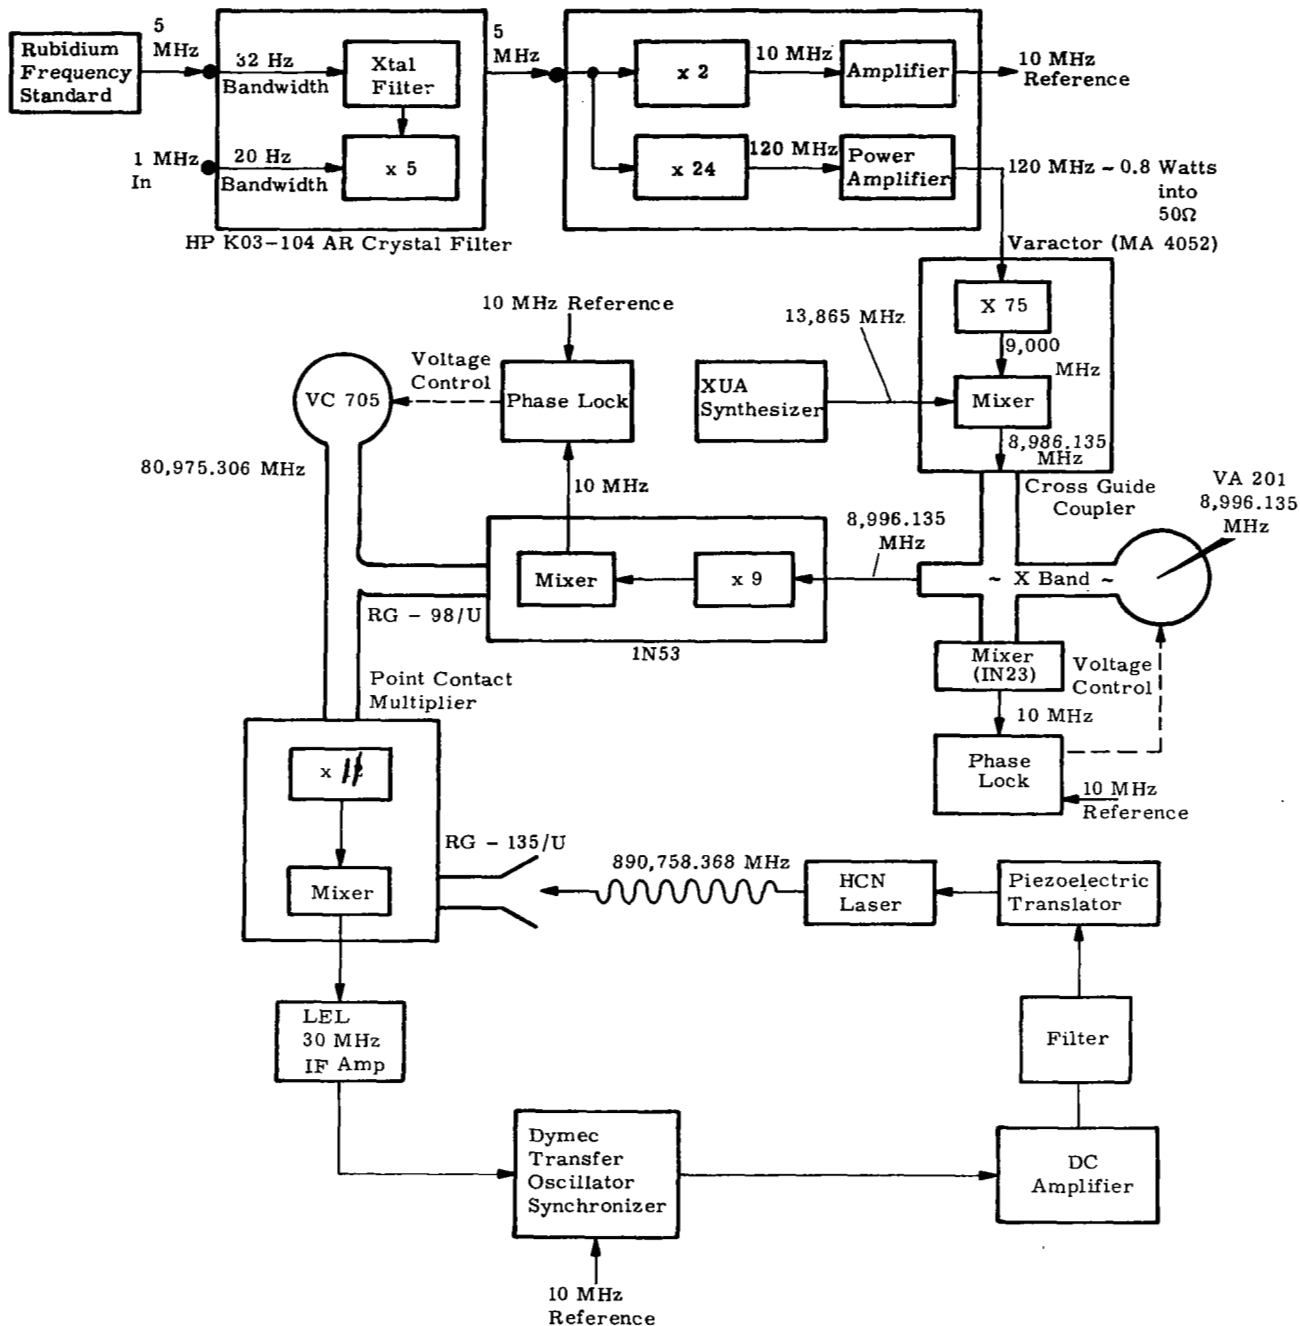 Rubidium
Frequency
Standard
5
MHz
32 Hz
Bandwidth
Xtal
Filter
1 MHz
In
20 Hz
Bandwidth
x 5
HP K03-104 AR Crystal Filter
5
MHz
x 2
10 MHz
Amplifier
10 MHz
Reference
x 24
120 MHz
Power
Amplifier
120 MHz - 0.8 Watts
into
50Ω
Varactor (MA 4052)
X 75
9,000
MHz
Mixer
8,986.135
MHz
13,865 MHz
XUA
Synthesizer
10 MHz Reference
Voltage
Control
Phase Lock
VC 705
80,975.306 MHz
10 MHz
Cross Guide
Coupler
VA 201
8,996.135
MHz
8,996.135
MHz
Mixer
x 9
~ X Band ~
RG - 98/U
1N53
Mixer
(IN23)
Voltage
Control
10 MHz
Phase
Lock
10 MHz
Reference
Point Contact
Multiplier
x 11
Mixer
RG - 135/U
890,758.368 MHz
HCN
Laser
Piezoelectric
Translator
LEL
30 MHz
IF Amp
Filter
Dymec
Transfer
Oscillator
Synchronizer
DC
Amplifier
10 MHz
Reference